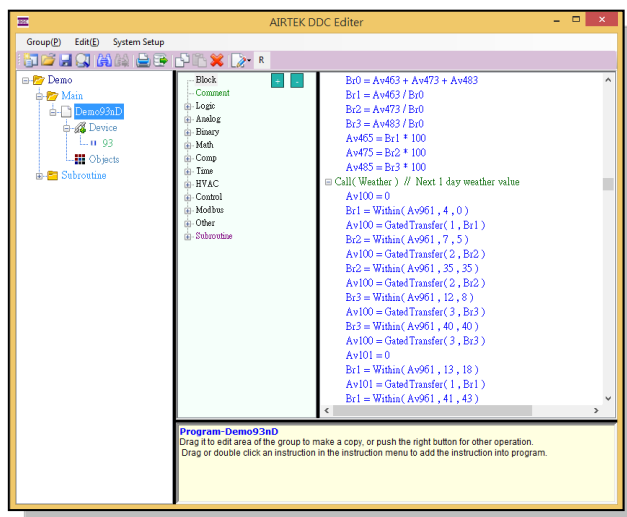 AIRTEK DDC Editer
Group(P) Edit(E) System Setup
R
Demo
Main
Demo93nD
Device
93
Objects
Subroutine
Block
Comment
Logic
Analog
Binary
Math
Comp
Time
HVAC
Control
Modbus
Other
Subroutine
Br0 = Av463 + Av473 + Av483
Br1 = Av463 / Br0
Br2 = Av473 / Br0
Br3 = Av483 / Br0
Av465 = Br1 * 100
Av475 = Br2 * 100
Av485 = Br3 * 100
Call( Weather ) // Next 1 day weather value
Av100 = 0
Br1 = Within( Av961 , 4 , 0 )
Av100 = GatedTransfer( 1 , Br1 )
Br2 = Within( Av961 , 7 , 5 )
Av100 = GatedTransfer( 2 , Br2 )
Br2 = Within( Av961 , 35 , 35 )
Av100 = GatedTransfer( 2 , Br2 )
Br3 = Within( Av961 , 12 , 8 )
Av100 = GatedTransfer( 3 , Br3 )
Br3 = Within( Av961 , 40 , 40 )
Av100 = GatedTransfer( 3 , Br3 )
Av101 = 0
Br1 = Within( Av961 , 13 , 18 )
Av101 = GatedTransfer( 1 , Br1 )
Br1 = Within( Av961 , 41 , 43 )
Program-Demo93nD
Drag it to edit area of the group to make a copy, or push the right button for other operation.
Drag or double click an instruction in the instruction menu to add the instruction into program.